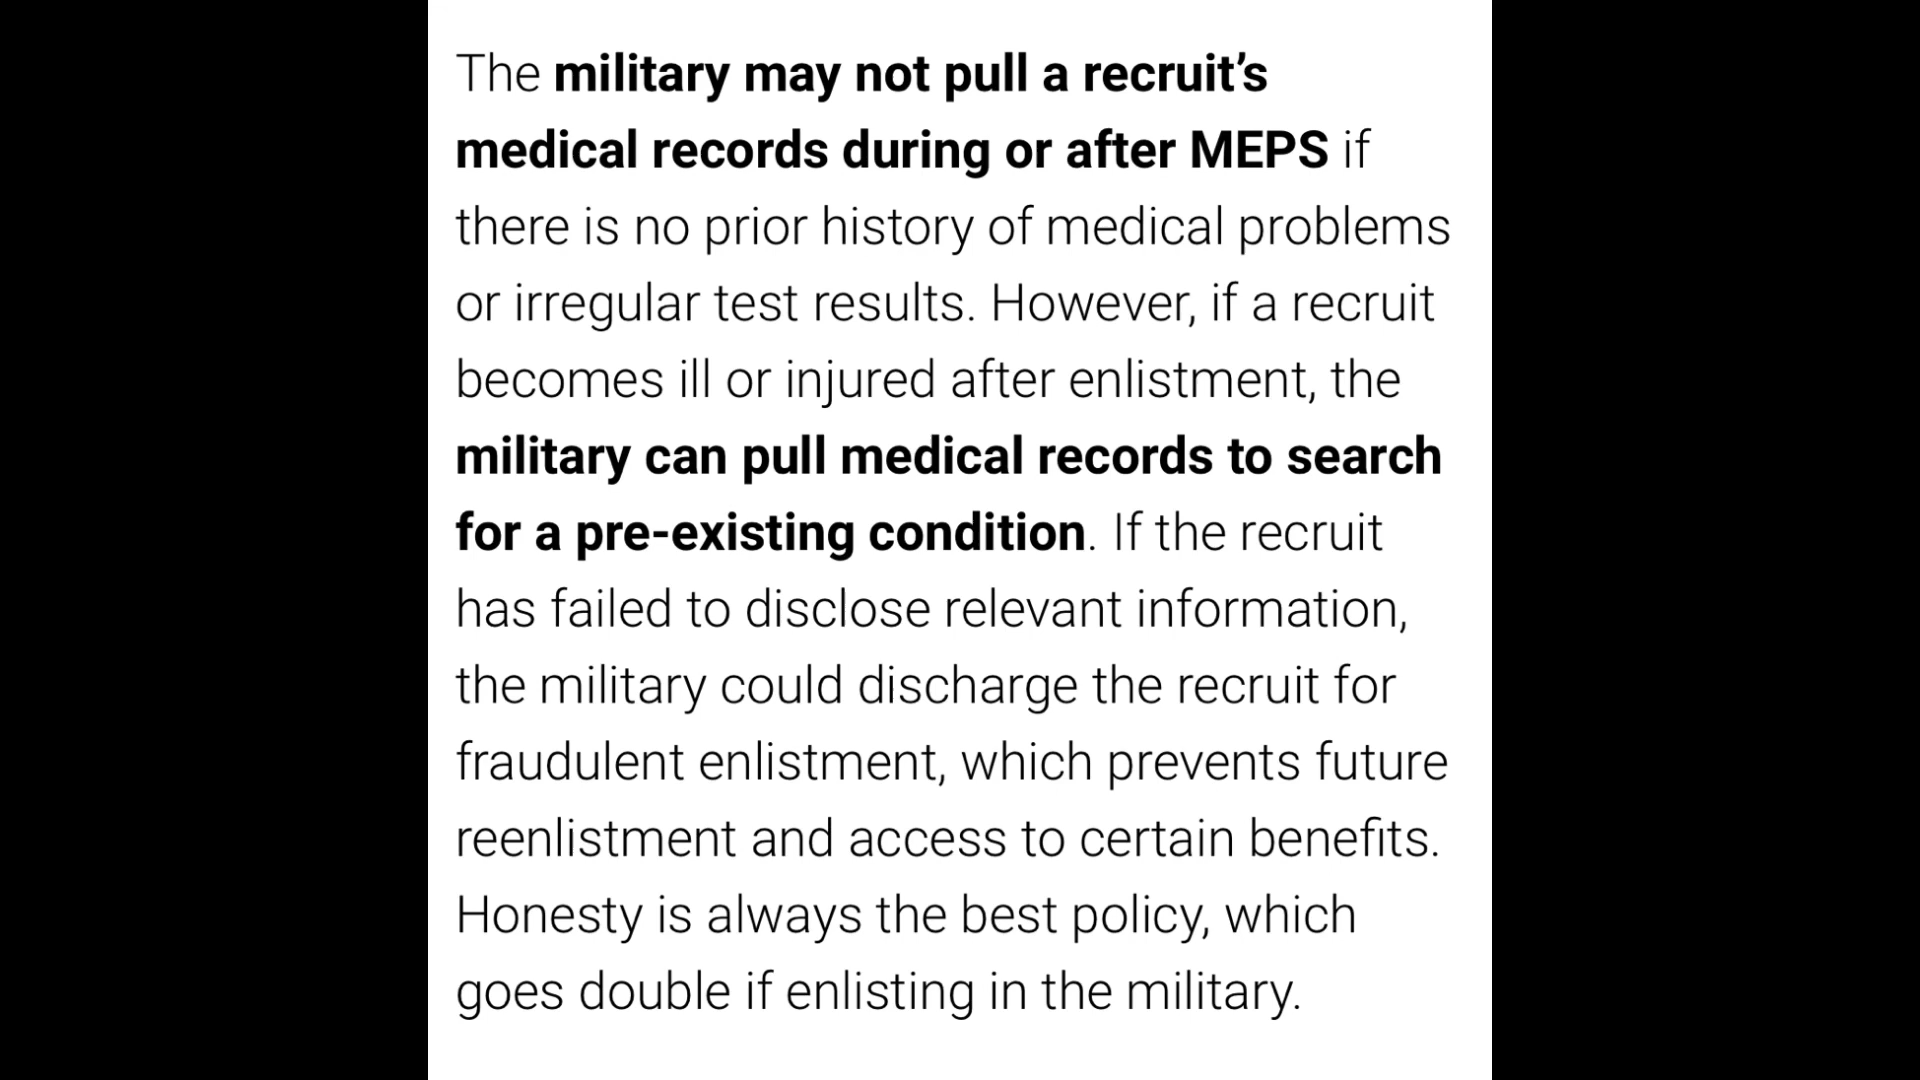 The military may not pull a recruit’s
medical records during or after MEPS if
there is no prior history of medical problems
or irregular test results. However, if a recruit
becomes ill or injured after enlistment, the
military can pull medical records to search
for a pre-existing condition. If the recruit
has failed to disclose relevant information,
the military could discharge the recruit for
fraudulent enlistment, which prevents future
reenlistment and access to certain benefits.
Honesty is always the best policy, which
goes double if enlisting in the military.